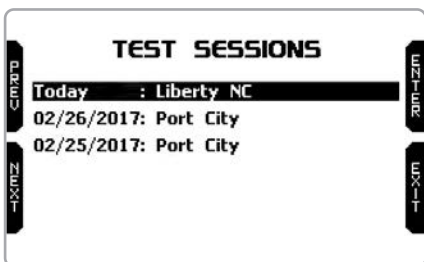 TEST SESSIONS
PREV
ENTER
Today : Liberty NC
02/26/2017: Port City
02/25/2017: Port City
NEXT
EXIT